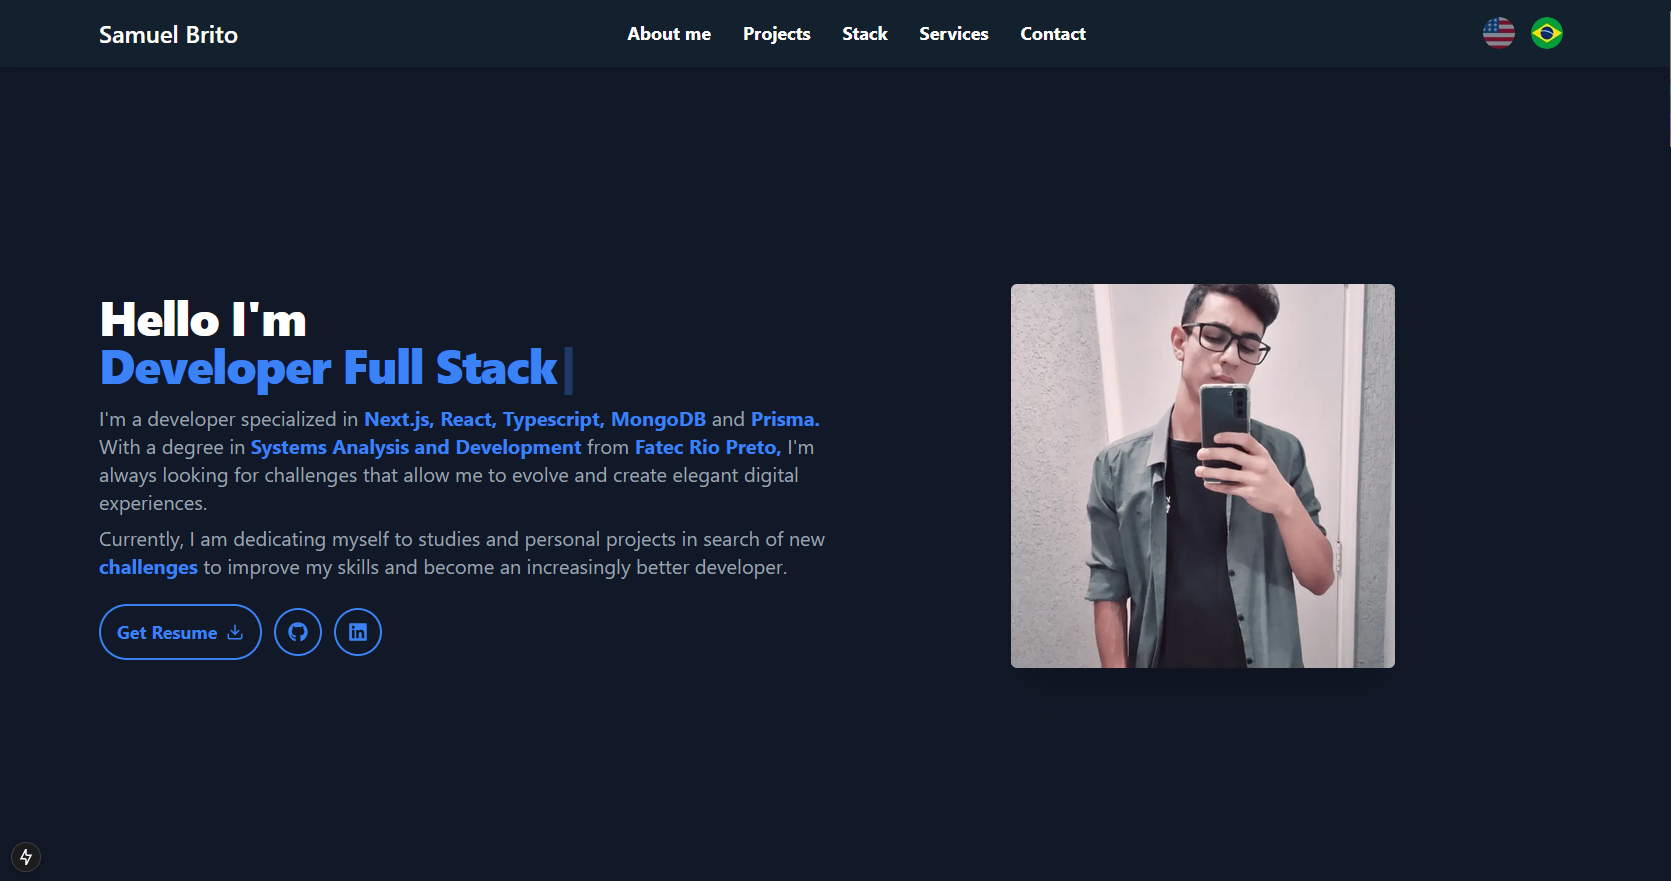 Samuel Brito
About me Projects Stack Services Contact
Hello I'm
Developer Full Stack
I'm a developer specialized in Next.js, React, Typescript, MongoDB and Prisma.
With a degree in Systems Analysis and Development from Fatec Rio Preto, I'm
always looking for challenges that allow me to evolve and create elegant digital
experiences.
Currently, I am dedicating myself to studies and personal projects in search of new
challenges to improve my skills and become an increasingly better developer.
Get Resume
in